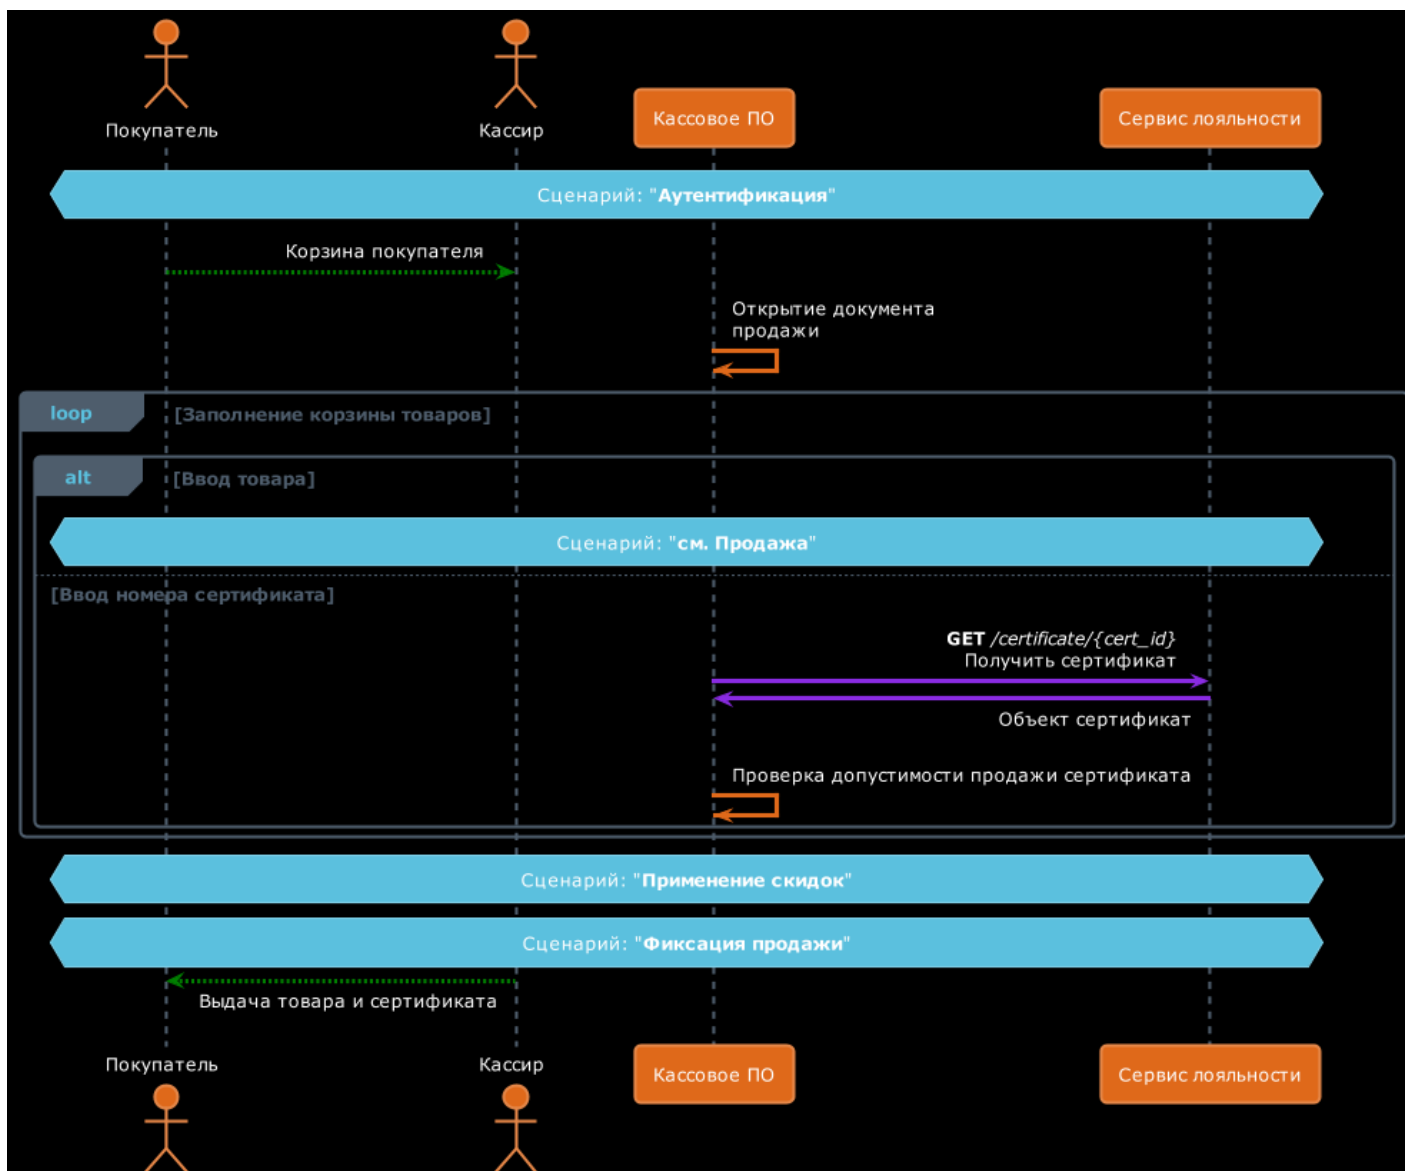 Покупатель
Кассир
Кассовое ПО
Сервис лояльности
Сценарий: "Аутентификация"
Корзина покупателя
Открытие документа
продажи
loop
[Заполнение корзины товаров]
alt
[Ввод товара]
Сценарий: "см. Продажа"
[Ввод номера сертификата]
GET /certificate/{cert_id}
Получить сертификат
Объект сертификат
Проверка допустимости продажи сертификата
Сценарий: "Применение скидок"
Сценарий: "Фиксация продажи"
Выдача товара и сертификата
Покупатель
Кассир
Кассовое ПО
Сервис лояльности